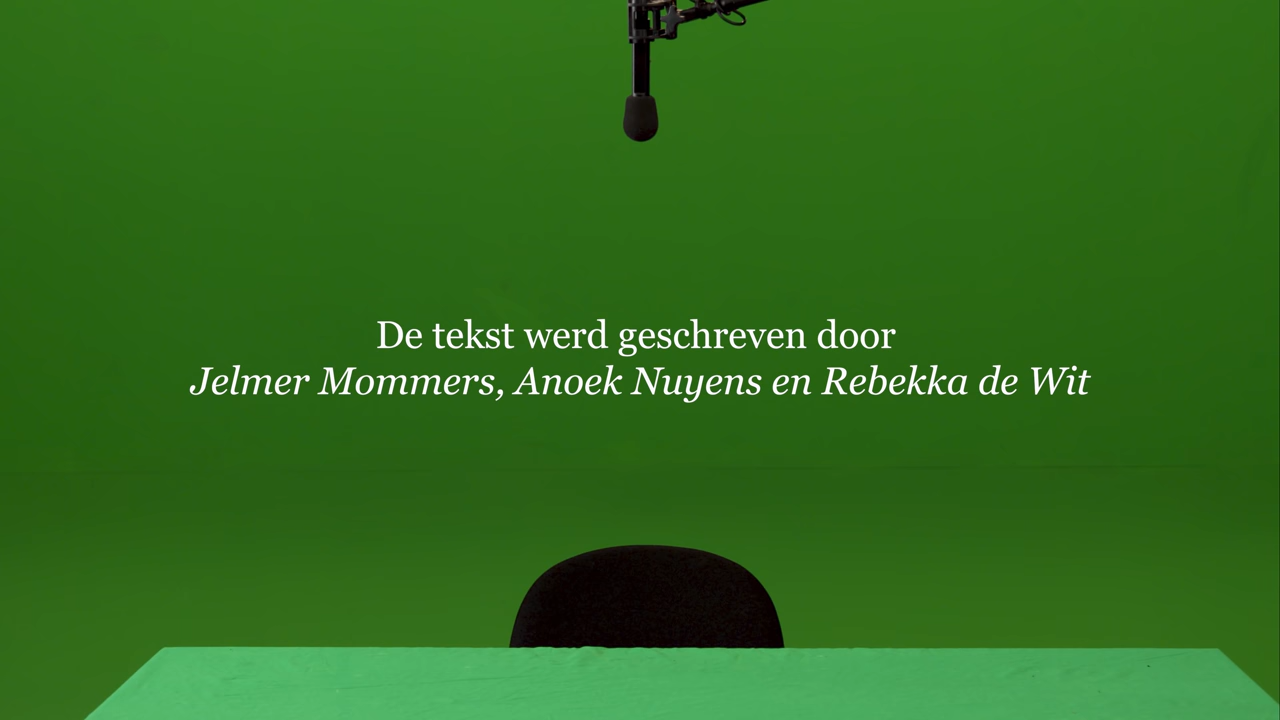 De tekst werd geschreven door
Jelmer Mommers, Anoek Nuyens en Rebekka de Wit